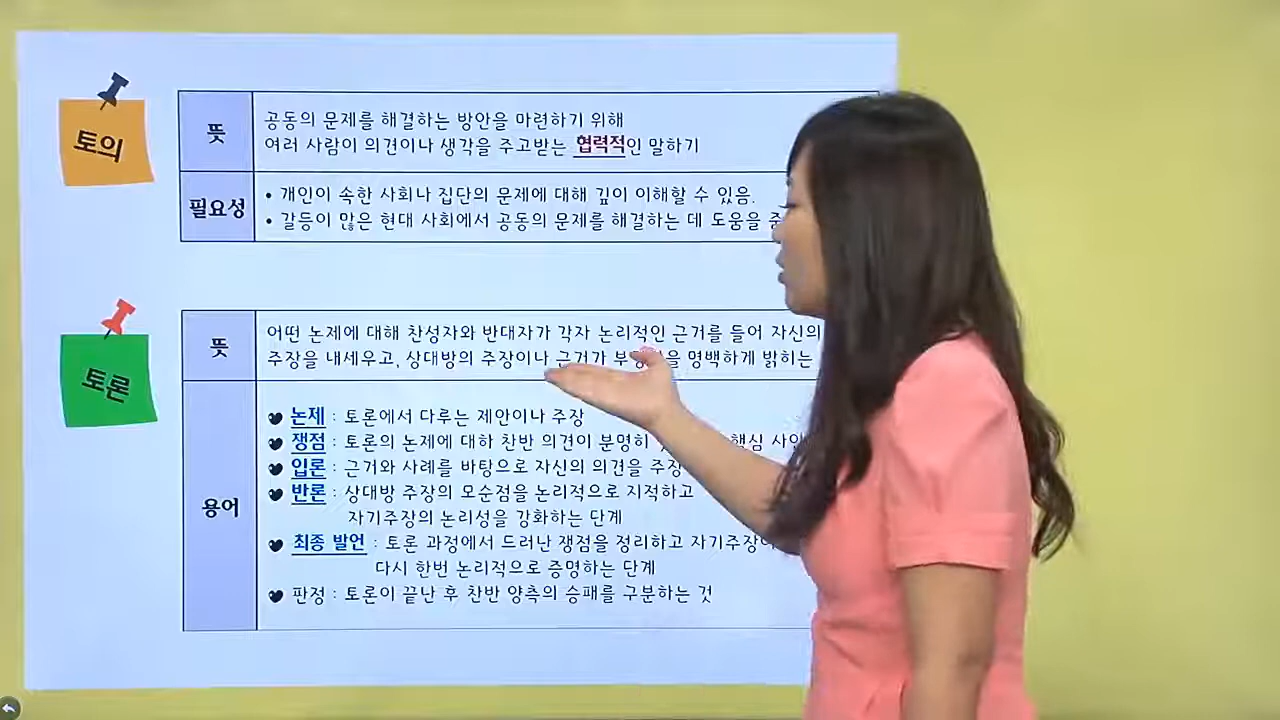 토의
뜻
공동의 문제를 해결하는 방안을 마련하기 위해
여러 사람이 의견이나 생각을 주고받는 협력적인 말하기
필요성
• 개인이 속한 사회나 집단의 문제에 대해 깊이 이해할 수 있음.
• 갈등이 많은 현대 사회에서 공동의 문제를 해결하는 데 도움을
토론
뜻
어떤 논제에 대해 찬성자와 반대자가 각자 논리적인 근거를 들어 자신의
주장을 내세우고, 상대방의 주장이나 근거가 명백하게 밝히는
용어
논제 : 토론에서 다루는 제안이나 주장
쟁점 : 토론의 논제에 대하 찬반 의견이 분명히 핵심
입론 : 근거와 사례를 바탕으로 자신의 의견을 주장
반론 : 상대방 주장의 모순점을 논리적으로 지적하고
자기주장의 논리성을 강화하는 단계
최종 발언 : 토론 과정에서 드러난 쟁점을 정리하고 자기주장이
다시 한번 논리적으로 증명하는 단계
판정 : 토론이 끝난 후 찬반 양측의 승패를 구분하는 것